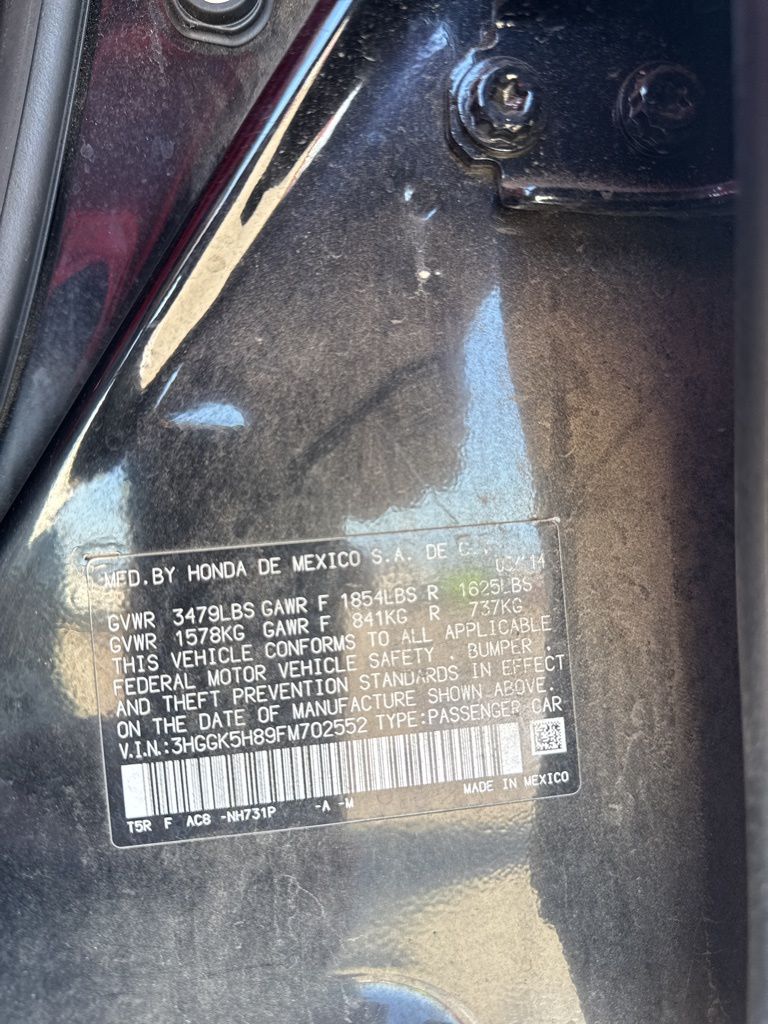 MFD.BY HONDA DE MEXICO S.A. DE C.V.
GVWR 3479LBS GAWR F 1854LBS R 1625LBS
GVWR 1578KG GAWR F 841KG R 737KG
THIS VEHICLE CONFORMS TO ALL APPLICABLE
FEDERAL MOTOR VEHICLE SAFETY . BUMPER .
AND THEFT PREVENTION STANDARDS IN EFFECT
ON THE DATE OF MANUFACTURE SHOWN ABOVE.
V.I.N.:3HGGK5H89FM702552 TYPE:PASSENGER CAR
MADE IN MEXICO
T5R F AC8 -NH731P -A -M